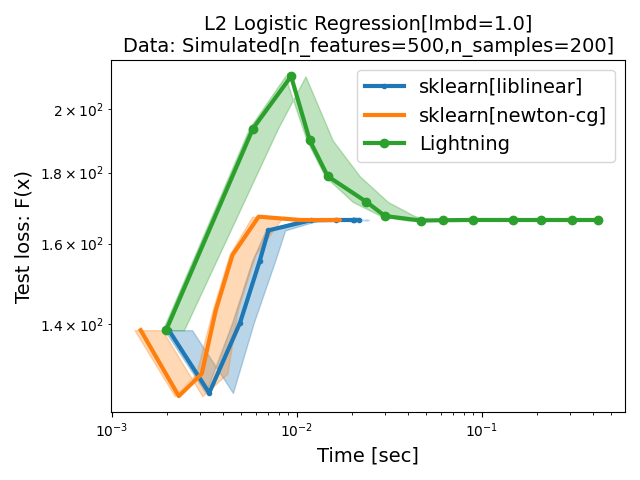 L2 Logistic Regression[lmbd=1.0]
Data: Simulated[n_features=500,n_samples=200]
sklearn[liblinear]
sklearn[newton-cg]
Lightning
2 × 10²
1.8 × 10²
1.6 × 10²
1.4 × 10²
Test loss: F(x)
10⁻³
10⁻²
10⁻¹
Time [sec]